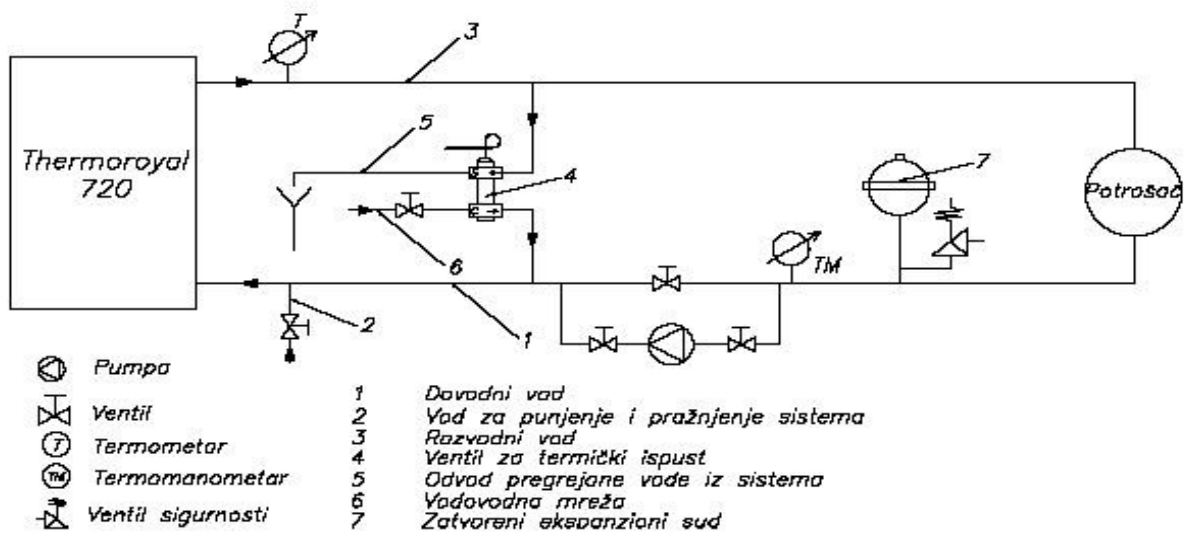 T
3
Thermoroyal
720
5
4
7
Potrošač
6
TM
2
1
Pumpa
Ventil
T Termometar
TM Termomanometar
Ventil sigurnosti
1 Dovodni vod
2 Vod za punjenje i pražnjenje sistema
3 Razvodni vod
4 Ventil za termički ispust
5 Odvod pregrejane vode iz sistema
6 Vodovodna mreža
7 Zatvoreni ekspanzioni sud